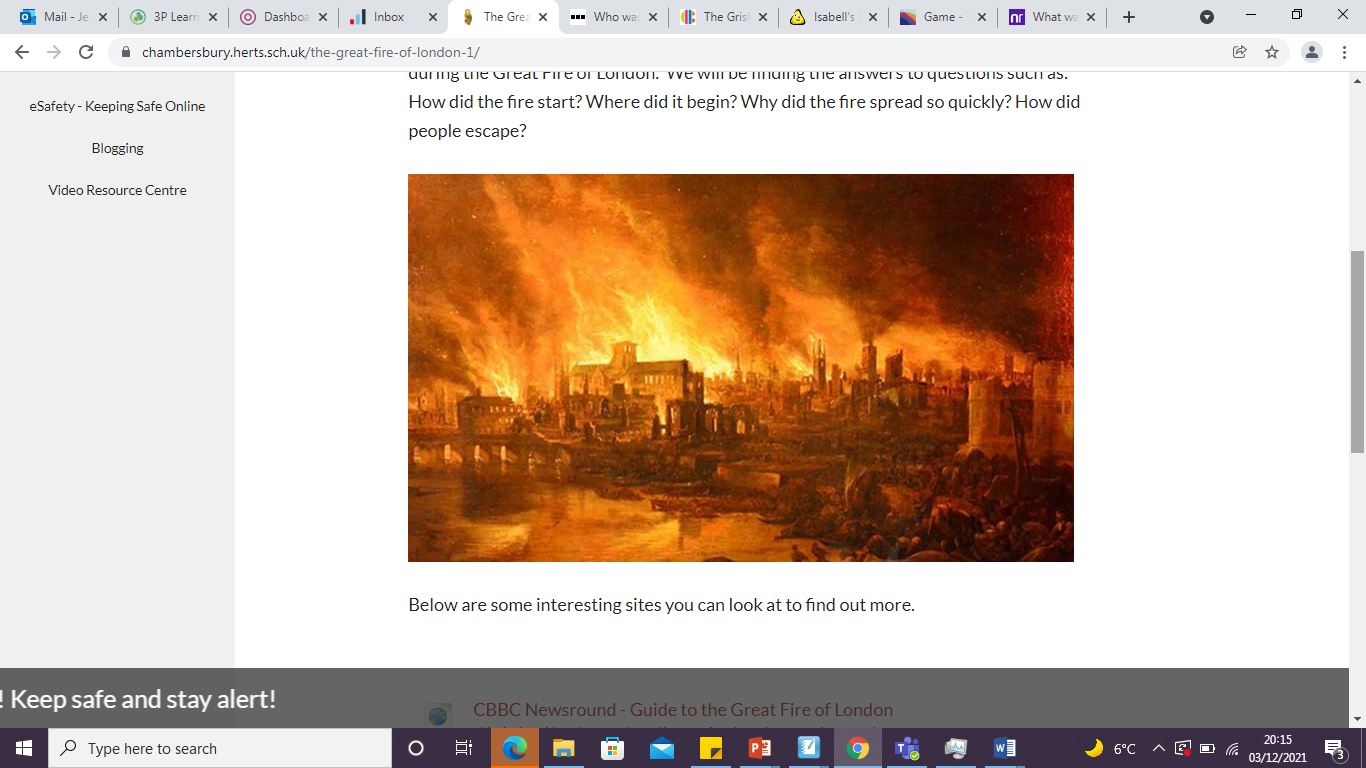 Mail - Je
3P Learn
Dashboa
Inbox
The Grea
Who wa
The Gris
Isabell's
Game -
What wa
chambersbury.herts.sch.uk/the-great-fire-of-london-1/
eSafety - Keeping Safe Online
Blogging
Video Resource Centre
during the Great Fire of London. We will be finding the answers to questions such as:
How did the fire start? Where did it begin? Why did the fire spread so quickly? How did
people escape?
Below are some interesting sites you can look at to find out more.
! Keep safe and stay alert!
CBBC Newsround - Guide to the Great Fire of London
Type here to search
6°C
20:15
03/12/2021
3